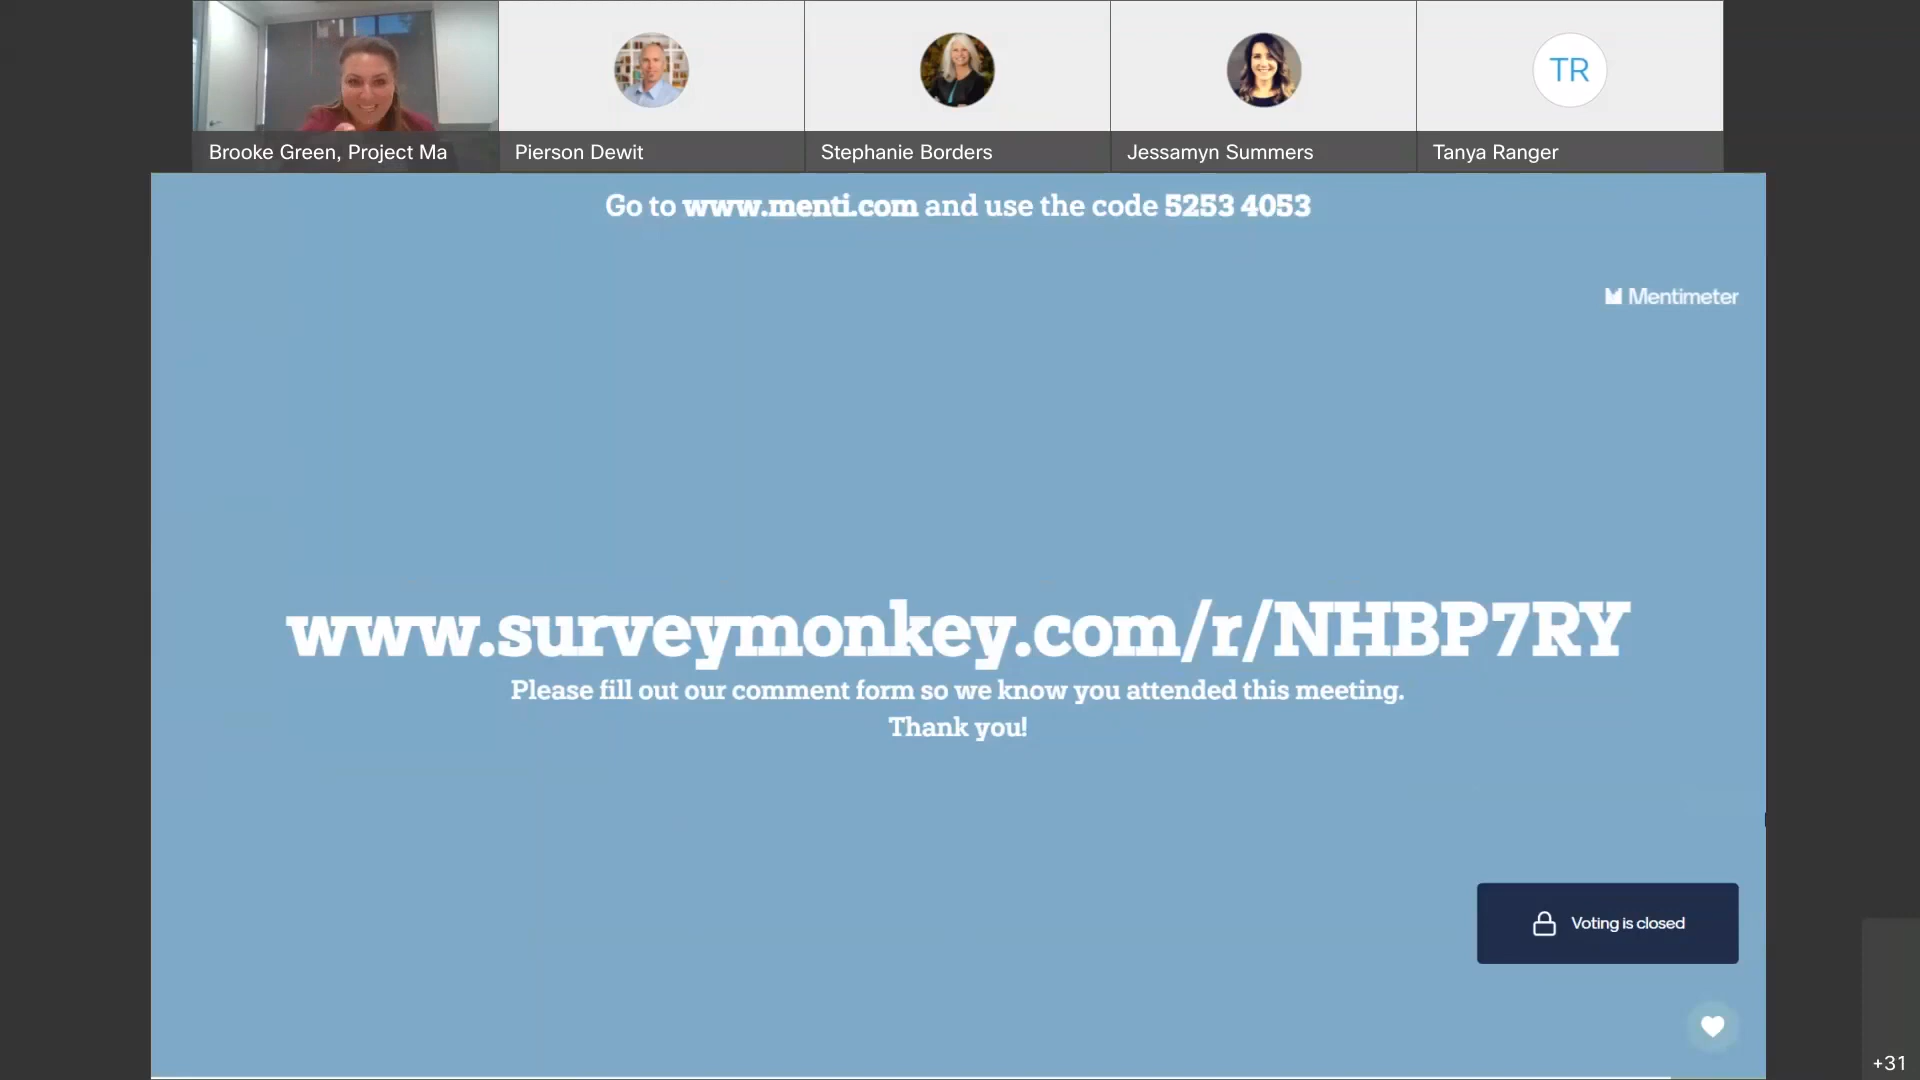 TR
Brooke Green, Project Ma
Pierson Dewit
Stephanie Borders
Jessamyn Summers
Tanya Ranger
Go to www.menti.com and use the code 5253 4053
Mentimeter
www.surveymonkey.com/r/NHBP7RY
Please fill out our comment form so we know you attended this meeting.
Thank you!
Voting is closed
+31